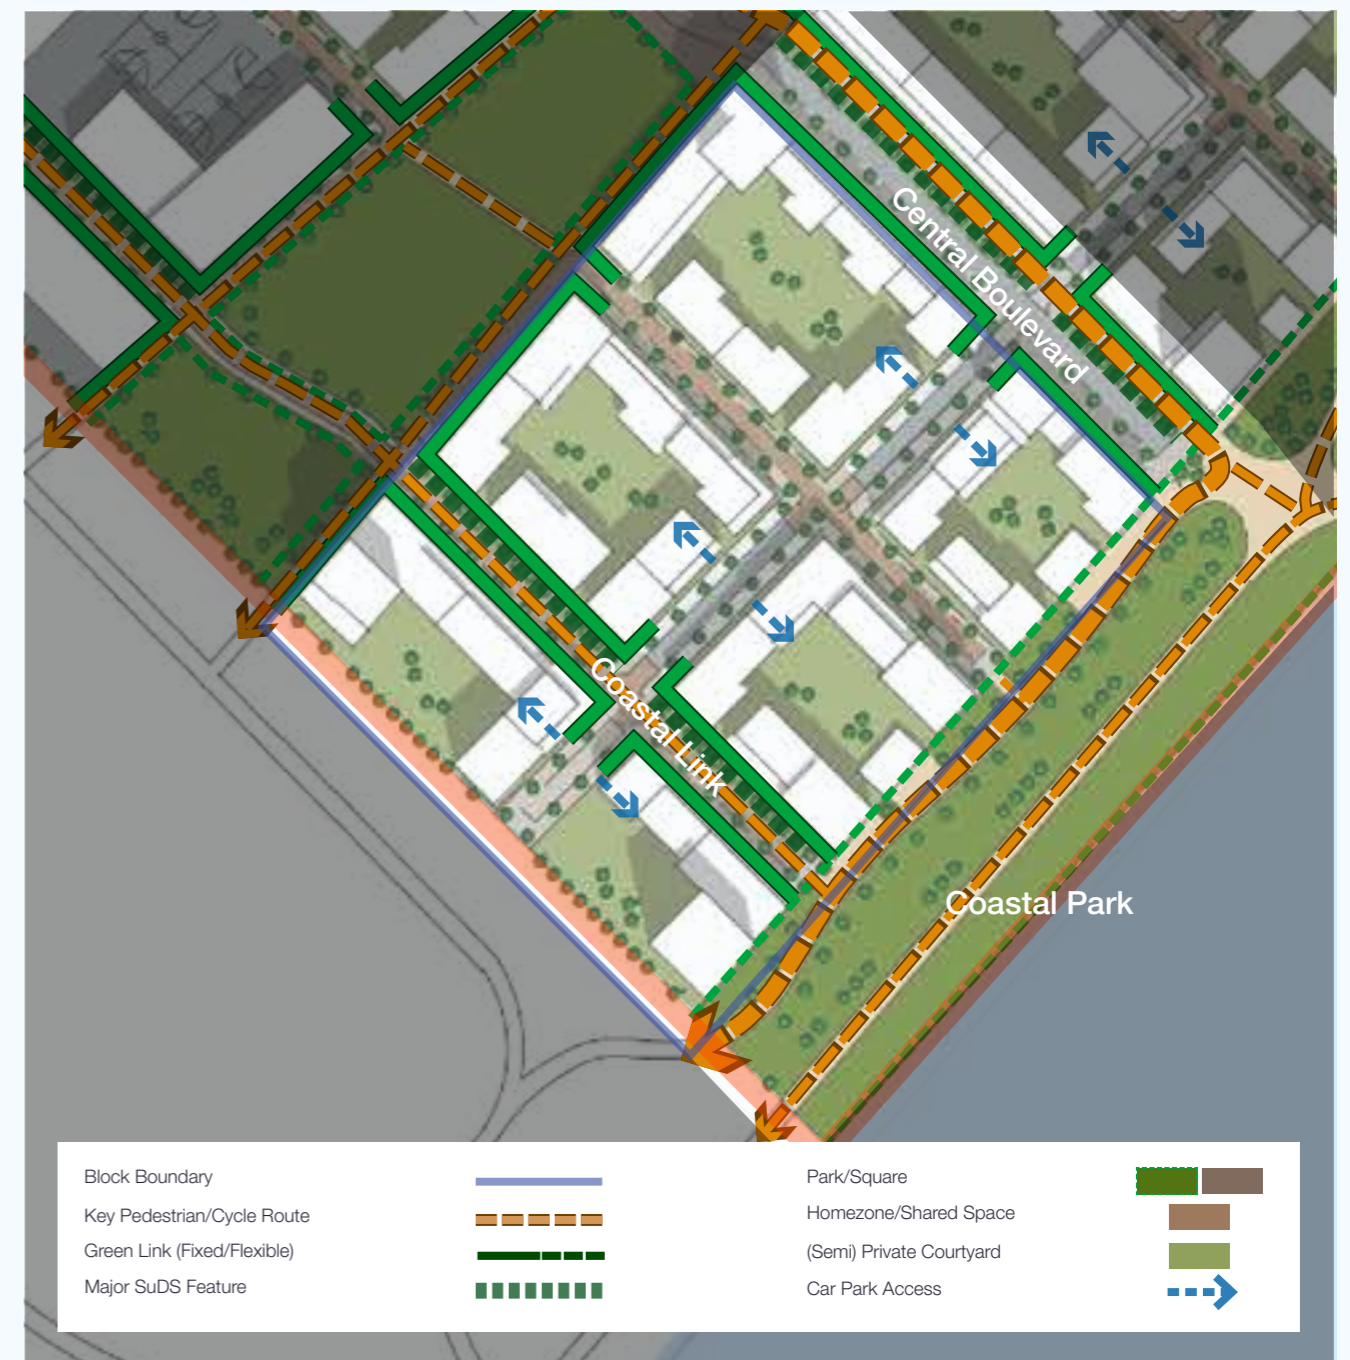 Central Boulevard
Coastal Link
Coastal Park
Block Boundary
Key Pedestrian/Cycle Route
Green Link (Fixed/Flexible)
Major SuDS Feature
Park/Square
Homezone/Shared Space
(Semi) Private Courtyard
Car Park Access